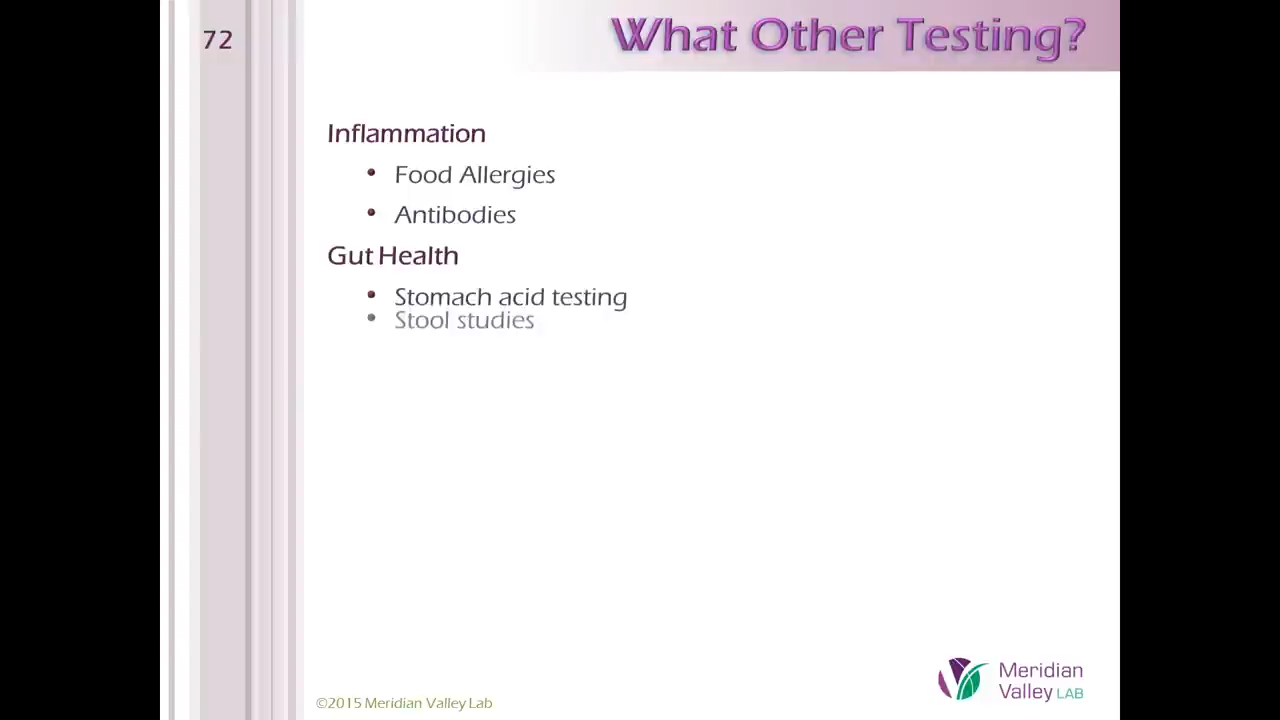 72
What Other Testing?
Inflammation
• Food Allergies
• Antibodies
Gut Health
• Stomach acid testing
• Stool studies
©2015 Meridian Valley Lab
Meridian
Valley LAB